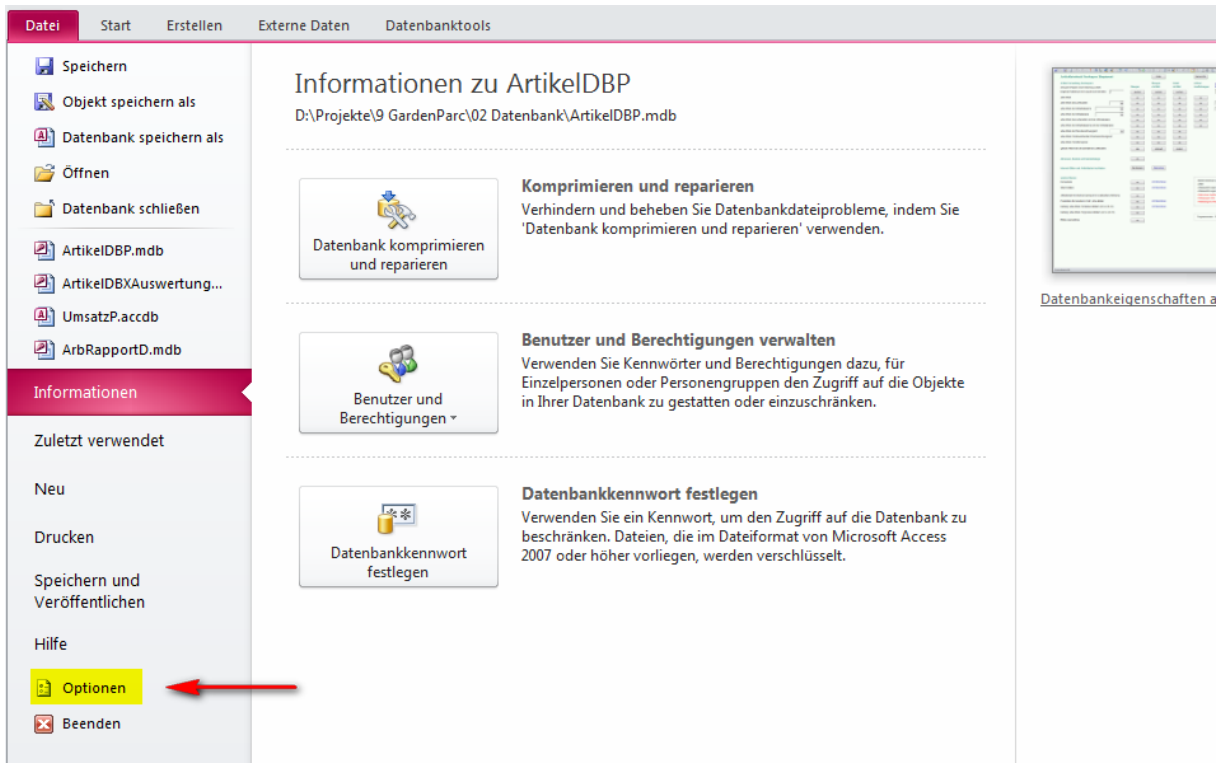 Datei Start Erstellen Externe Daten Datenbanktools
Speichern
Objekt speichern als
Datenbank speichern als
Öffnen
Datenbank schließen
ArtikelDBP.mdb
ArtikelDBXAuswertung...
UmsatzP.accdb
ArbRapportD.mdb
Informationen
Zuletzt verwendet
Neu
Drucken
Speichern und
Veröffentlichen
Hilfe
Optionen
Beenden
Informationen zu ArtikelDBP
D:\Projekte\9 GardenParc\02 Datenbank\ArtikelDBP.mdb
Datenbank komprimieren
und reparieren
Komprimieren und reparieren
Verhindern und beheben Sie Datenbankdateiprobleme, indem Sie
'Datenbank komprimieren und reparieren' verwenden.
Benutzer und
Berechtigungen
Benutzer und Berechtigungen verwalten
Verwenden Sie Kennwörter und Berechtigungen dazu, für
Einzelpersonen oder Personengruppen den Zugriff auf die Objekte
in Ihrer Datenbank zu gestatten oder einzuschränken.
Datenbankkennwort
festlegen
Datenbankkennwort festlegen
Verwenden Sie ein Kennwort, um den Zugriff auf die Datenbank zu
beschränken. Dateien, die im Dateiformat von Microsoft Access
2007 oder höher vorliegen, werden verschlüsselt.
Datenbankeigenschaften a